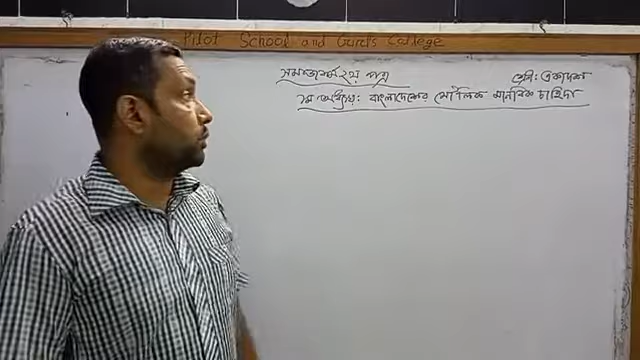 Pilot School and Girls College
সমাজকর্ম ২য় পত্র
শ্রেণী: একাদশ
১ম অধ্যায়: বাংলাদেশের মৌলিক মানবিক চাহিদা